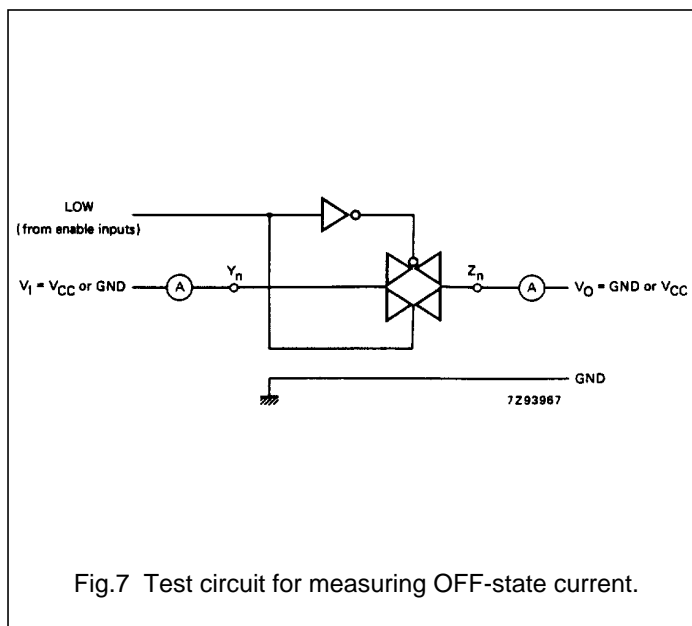 LOW
(from enable inputs)
V_I = V_CC or GND
A
Y_n
Z_n
A
V_O = GND or V_CC
GND
7Z93967
Fig.7 Test circuit for measuring OFF-state current.